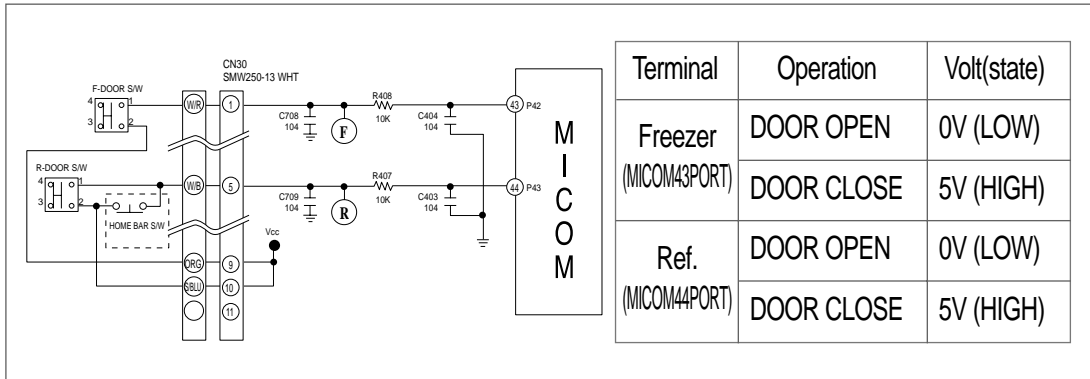 CN30
SMW250-13 WHT
F-DOOR S/W
4 1
3 2
W/R 1
C708
104
F
R408
10K
C404
104
43 P42
R-DOOR S/W
4 1
3 2
W/B 5
C709
104
R
R407
10K
C403
104
44 P43
HOME BAR S/W
Vcc
ORG 9
S/BLU 10
11
MICOM
Terminal Operation Volt(state)
Freezer
(MICOM43PORT)
DOOR OPEN 0V (LOW)
DOOR CLOSE 5V (HIGH)
Ref.
(MICOM44PORT)
DOOR OPEN 0V (LOW)
DOOR CLOSE 5V (HIGH)